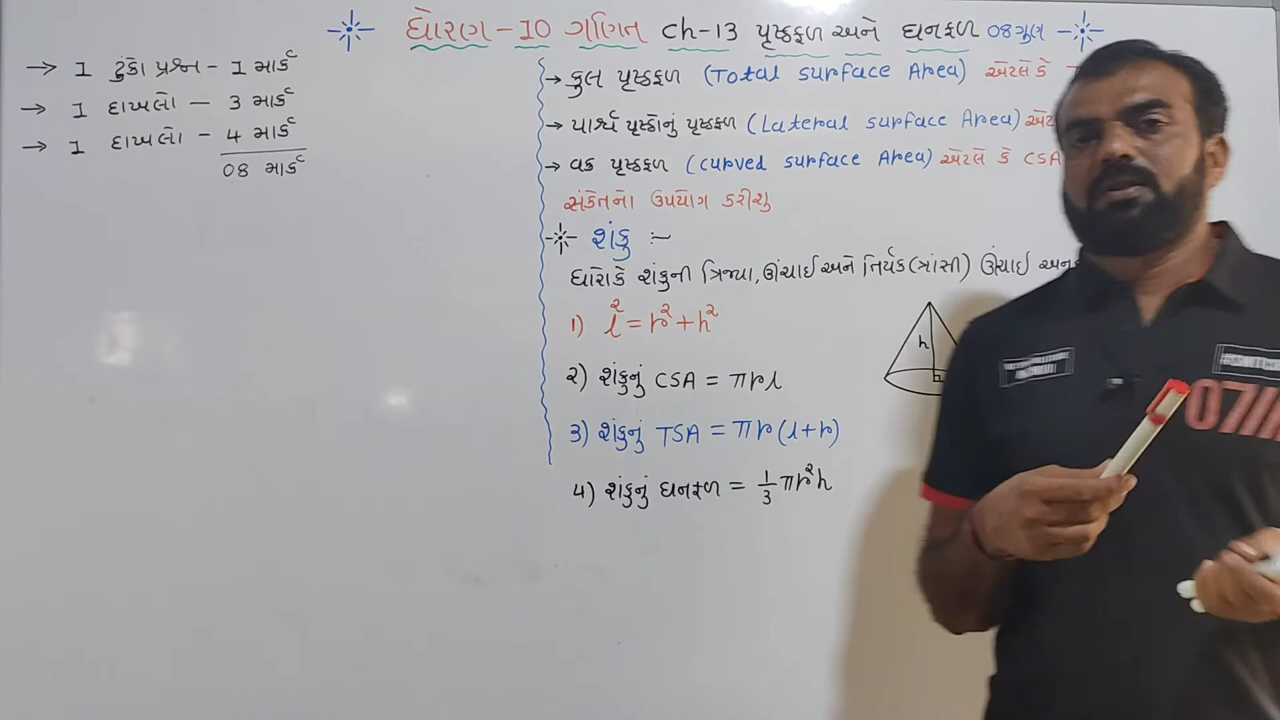 ધોરણ-10 ગણિત Ch-13 પૃષ્ઠફળ અને ઘનફળ 08 ગુણ
→ 1 ટુંકો પ્રશ્ન - 1 માર્ક
→ 1 દાખલો - 3 માર્ક
→ 1 દાખલો - 4 માર્ક
08 માર્ક
→ કુલ પૃષ્ઠફળ (Total surface Area) એટલે કે
→ પાર્શ્વ પૃષ્ઠોનું પૃષ્ઠફળ (Lateral surface Area)
→ વક્ર પૃષ્ઠફળ (curved surface Area) એટલે કે CSA
સંકેતનો ઉપયોગ કરીશુ
શંકુ :-
ધારોકે શંકુની ત્રિજ્યા, ઊંચાઈ અને તિર્યક(ત્રાંસી) ઊંચાઈ
1) l² = r² + h²
2) શંકુનું CSA = πrl
3) શંકુનું TSA = πr(l+r)
4) શંકુનું ઘનફળ = 1/3 πr²h
h
07/1